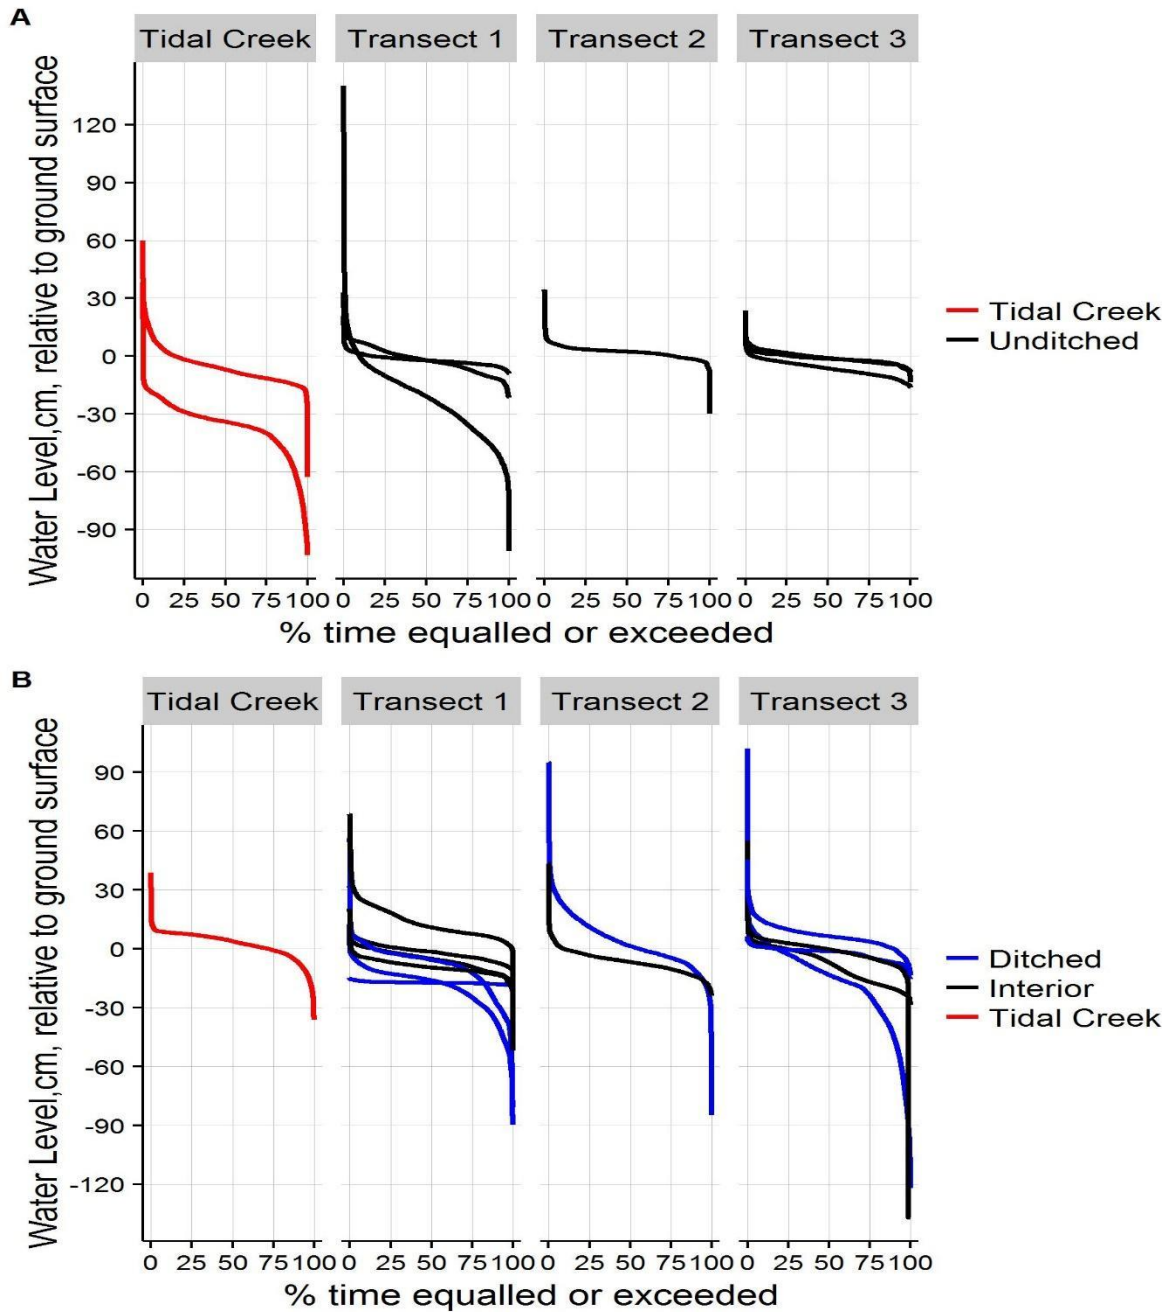 A
Tidal Creek Transect 1 Transect 2 Transect 3
Water Level,cm, relative to ground surface
120
90
60
30
0
-30
-60
-90
Tidal Creek
Unditched
0 25 50 75 100 0 25 50 75 100 0 25 50 75 100 0 25 50 75 100
% time equalled or exceeded
B
Tidal Creek Transect 1 Transect 2 Transect 3
Water Level,cm, relative to ground surface
90
60
30
0
-30
-60
-90
-120
Ditched
Interior
Tidal Creek
0 25 50 75 100 0 25 50 75 100 0 25 50 75 100 0 25 50 75 100
% time equalled or exceeded